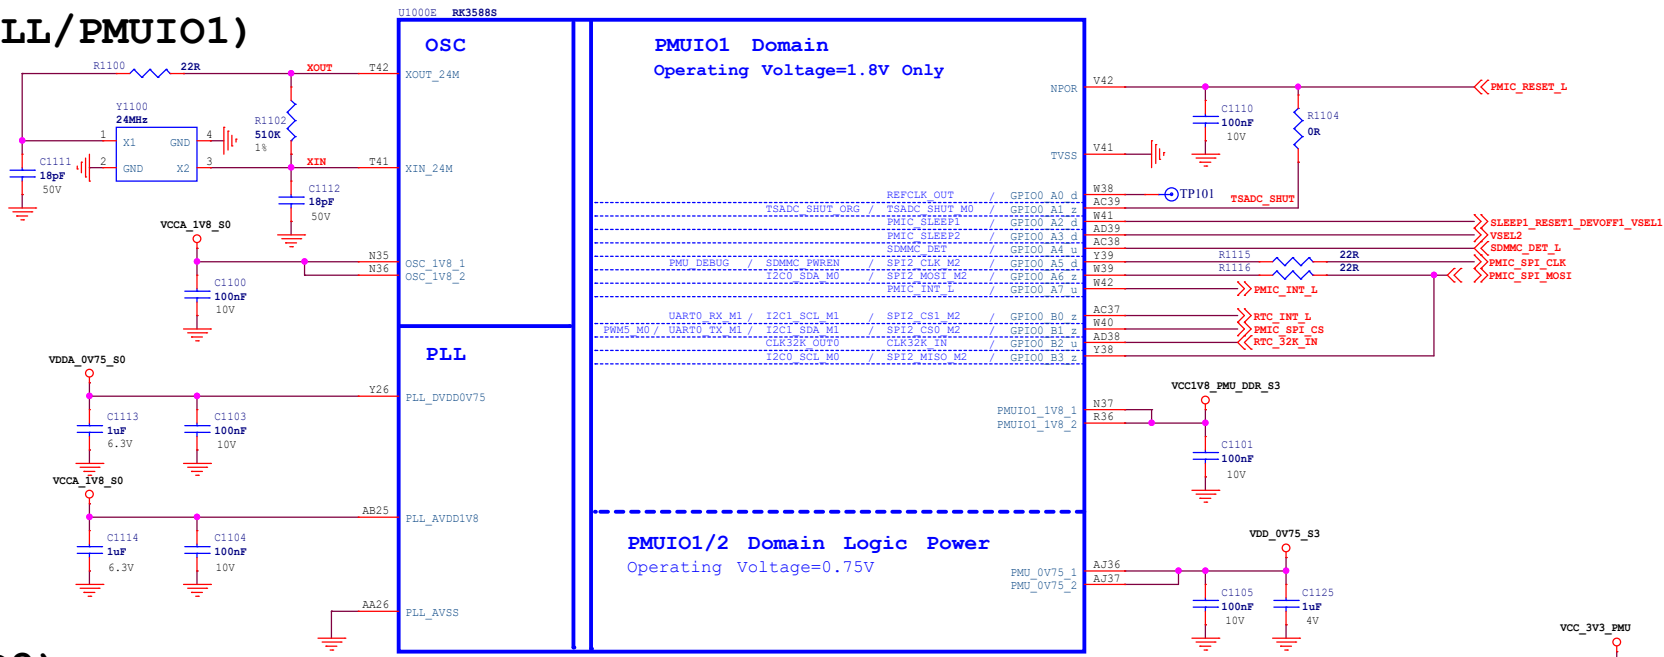 LL/PMUIO1)
U1000E RK3588S
OSC
PMUIO1 Domain
Operating Voltage=1.8V Only
R1100 22R
XOUT T42 XOUT_24M
Y1100
24MHz
R1102
510K
1%
1 X1 GND 4
2 GND X2 3
XIN T41 XIN_24M
C1111
18pF
50V
C1112
18pF
50V
VCCA_1V8_S0
N35 OSC_1V8_1
N36 OSC_1V8_2
C1100
100nF
10V
PLL
VDDA_0V75_S0
Y26 PLL_DVDD0V75
C1113
1uF
6.3V
C1103
100nF
10V
VCCA_1V8_S0
AB25 PLL_AVDD1V8
C1114
1uF
6.3V
C1104
100nF
10V
AA26 PLL_AVSS
NPOR V42 PMIC_RESET_L
C1110
100nF
10V
R1104
0R
TVSS V41
REFCLK_OUT / GPIO0_A0_d W38 TP101
TSADC_SHUT
TSADC_SHUT_ORG / TSADC_SHUT_M0 / GPIO0_A1_z AC39
PMIC_SLEEP1 / GPIO0_A2_d W41 SLEEP1_RESET1_DEVOFF1_VSEL1
PMIC_SLEEP2 / GPIO0_A3_d AD39 VSEL2
SDMMC_DET / GPIO0_A4_u AC38 SDMMC_DET_L
PMU_DEBUG / SDMMC_PWREN / SPI2_CLK_M2 / GPIO0_A5_d Y39 R1115 22R PMIC_SPI_CLK
I2C0_SDA_M0 / SPI2_MOSI_M2 / GPIO0_A6_z W39 R1116 22R PMIC_SPI_MOSI
PMIC_INT_L / GPIO0_A7_u W42 PMIC_INT_L
UART0_RX_M1 / I2C1_SCL_M1 / SPI2_CS1_M2 / GPIO0_B0_z AC37 RTC_INT_L
PWM5_M0 / UART0_TX_M1 / I2C1_SDA_M1 / SPI2_CS0_M2 / GPIO0_B1_z W40 PMIC_SPI_CS
CLK32K_OUT0 / CLK32K_IN / GPIO0_B2_u AD38 RTC_32K_IN
I2C0_SCL_M0 / SPI2_MISO_M2 / GPIO0_B3_z Y38
VCC1V8_PMU_DDR_S3
PMUIO1_1V8_1 N37
PMUIO1_1V8_2 R36
C1101
100nF
10V
PMUIO1/2 Domain Logic Power
Operating Voltage=0.75V
VDD_0V75_S3
PMU_0V75_1 AJ36
PMU_0V75_2 AJ37
C1105
100nF
10V
C1125
1uF
4V
VCC_3V3_PMU